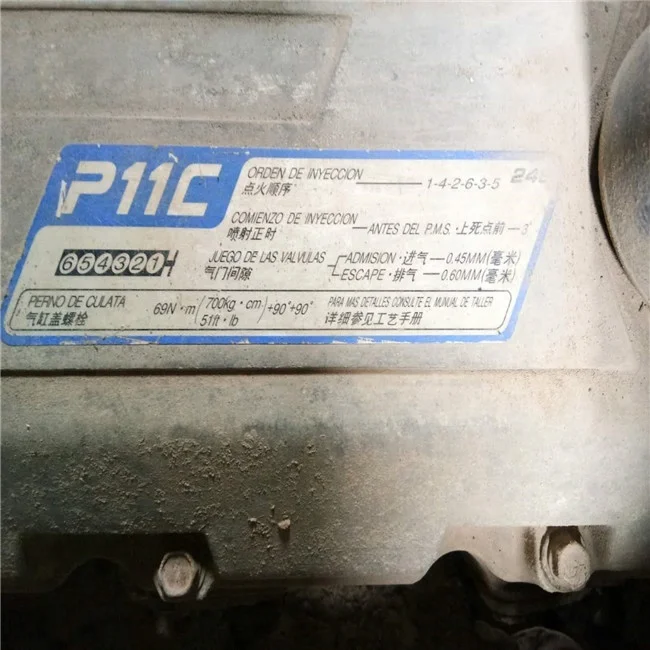 P11C
ORDEN DE INYECCION
点火顺序
1-4-2-6-3-5 24
COMIENZO DE INYECCION
喷射正时
ANTES DEL P.M.S. · 上死点前 — 3
654321
JUEGO DE LAS VALVULAS
气门间隙
ADMISION · 进气 — 0.45MM(毫米)
ESCAPE · 排气 — 0.60MM(毫米)
PERNO DE CULATA
气缸盖螺栓
69N·m (700kg·cm / 51ft·lb) +90°+90°
PARA MAS DETALLES CONSULTE EL MUNUAL DE TALLER
详细参见工艺手册